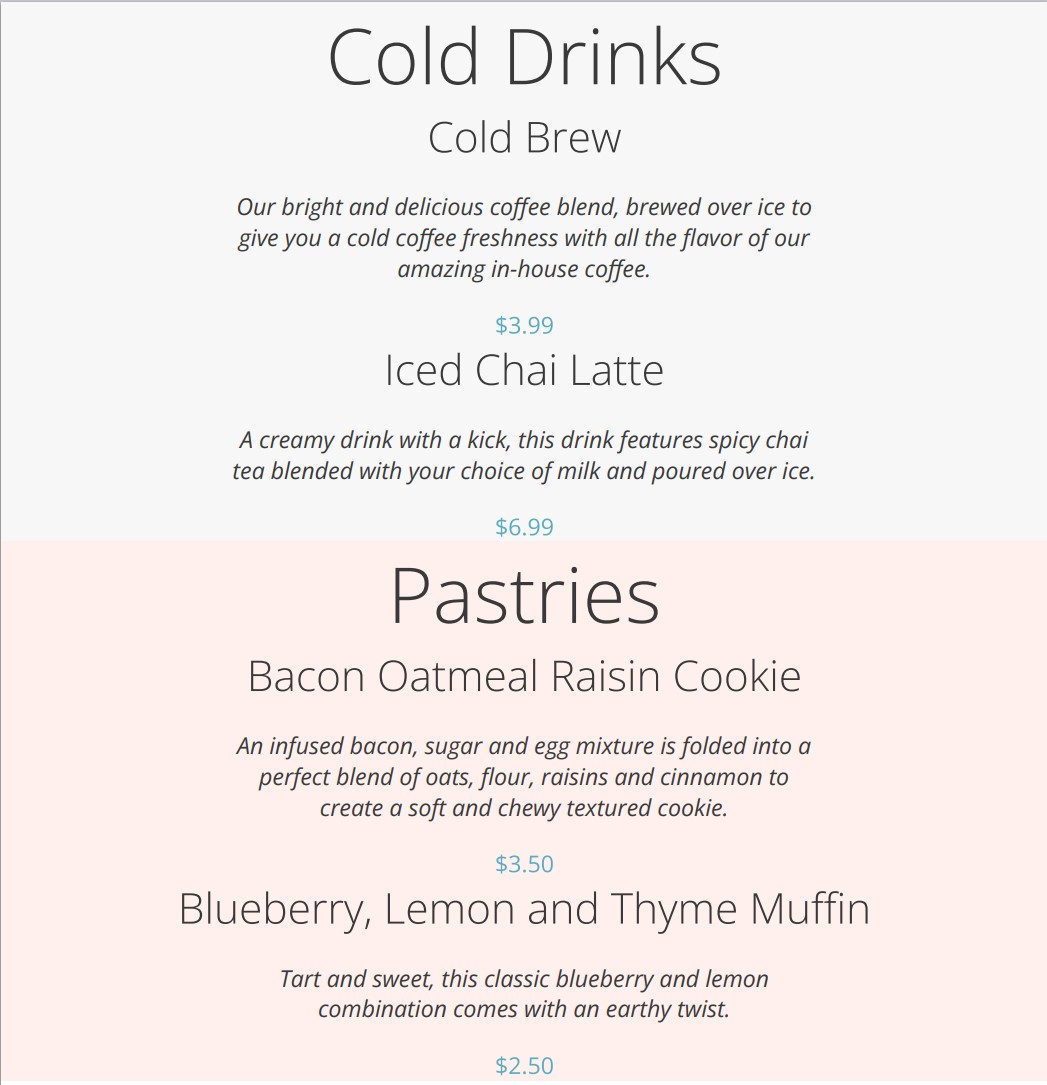 Cold Drinks
Cold Brew
Our bright and delicious coffee blend, brewed over ice to
give you a cold coffee freshness with all the flavor of our
amazing in-house coffee.
$3.99
Iced Chai Latte
A creamy drink with a kick, this drink features spicy chai
tea blended with your choice of milk and poured over ice.
$6.99
Pastries
Bacon Oatmeal Raisin Cookie
An infused bacon, sugar and egg mixture is folded into a
perfect blend of oats, flour, raisins and cinnamon to
create a soft and chewy textured cookie.
$3.50
Blueberry, Lemon and Thyme Muffin
Tart and sweet, this classic blueberry and lemon
combination comes with an earthy twist.
$2.50